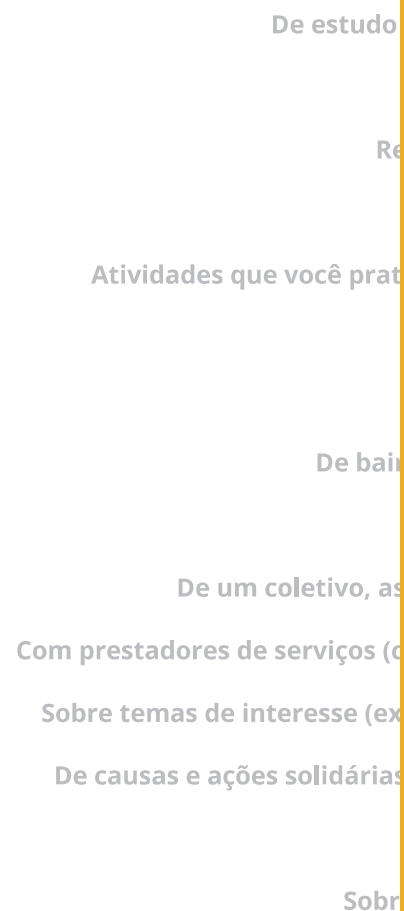 De estudo
Re
Atividades que você prat
De bair
De um coletivo, as
Com prestadores de serviços (c
Sobre temas de interesse (ex
De causas e ações solidárias
Sobr